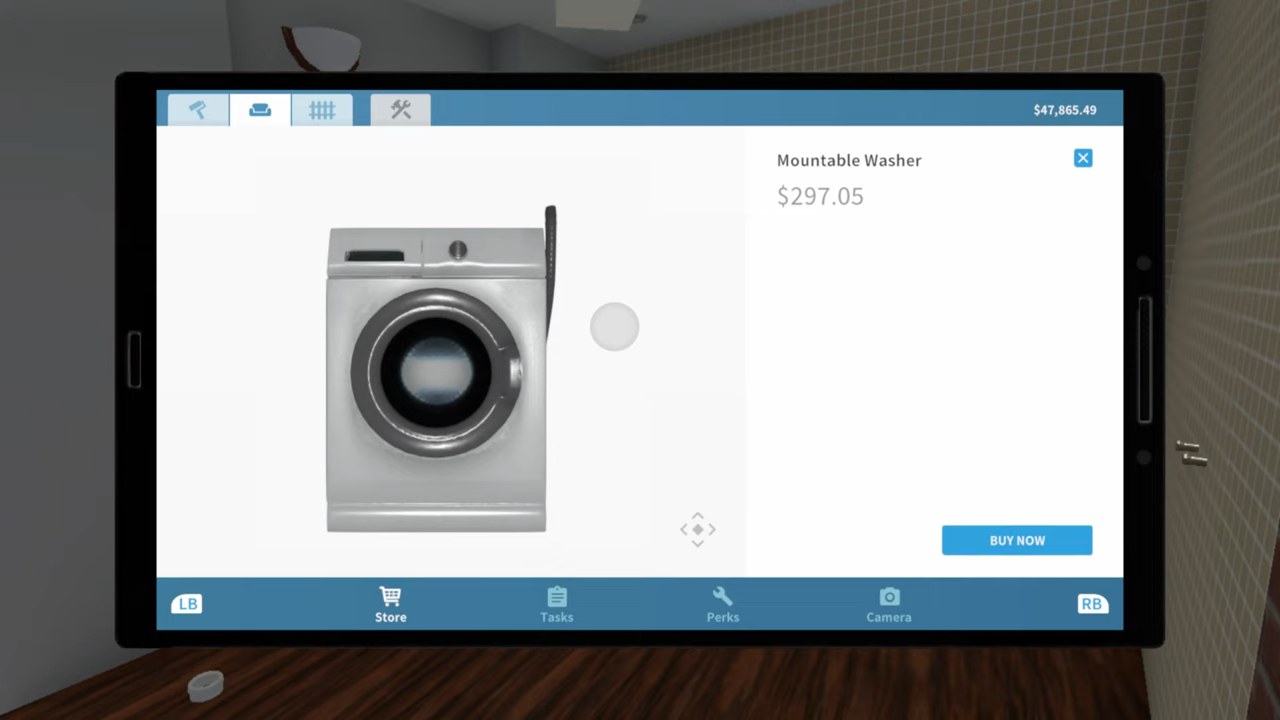 $47,865.49
Mountable Washer
$297.05
BUY NOW
LB
Store
Tasks
Perks
Camera
RB